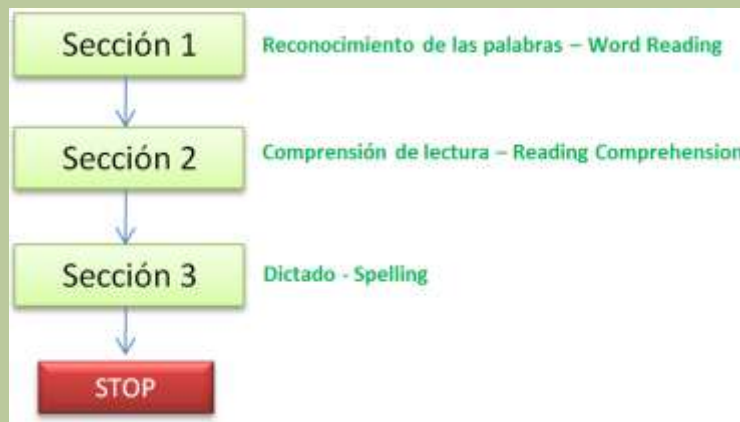 Sección 1
Reconocimiento de las palabras – Word Reading
Sección 2
Comprensión de lectura – Reading Comprehension
Sección 3
Dictado - Spelling
STOP